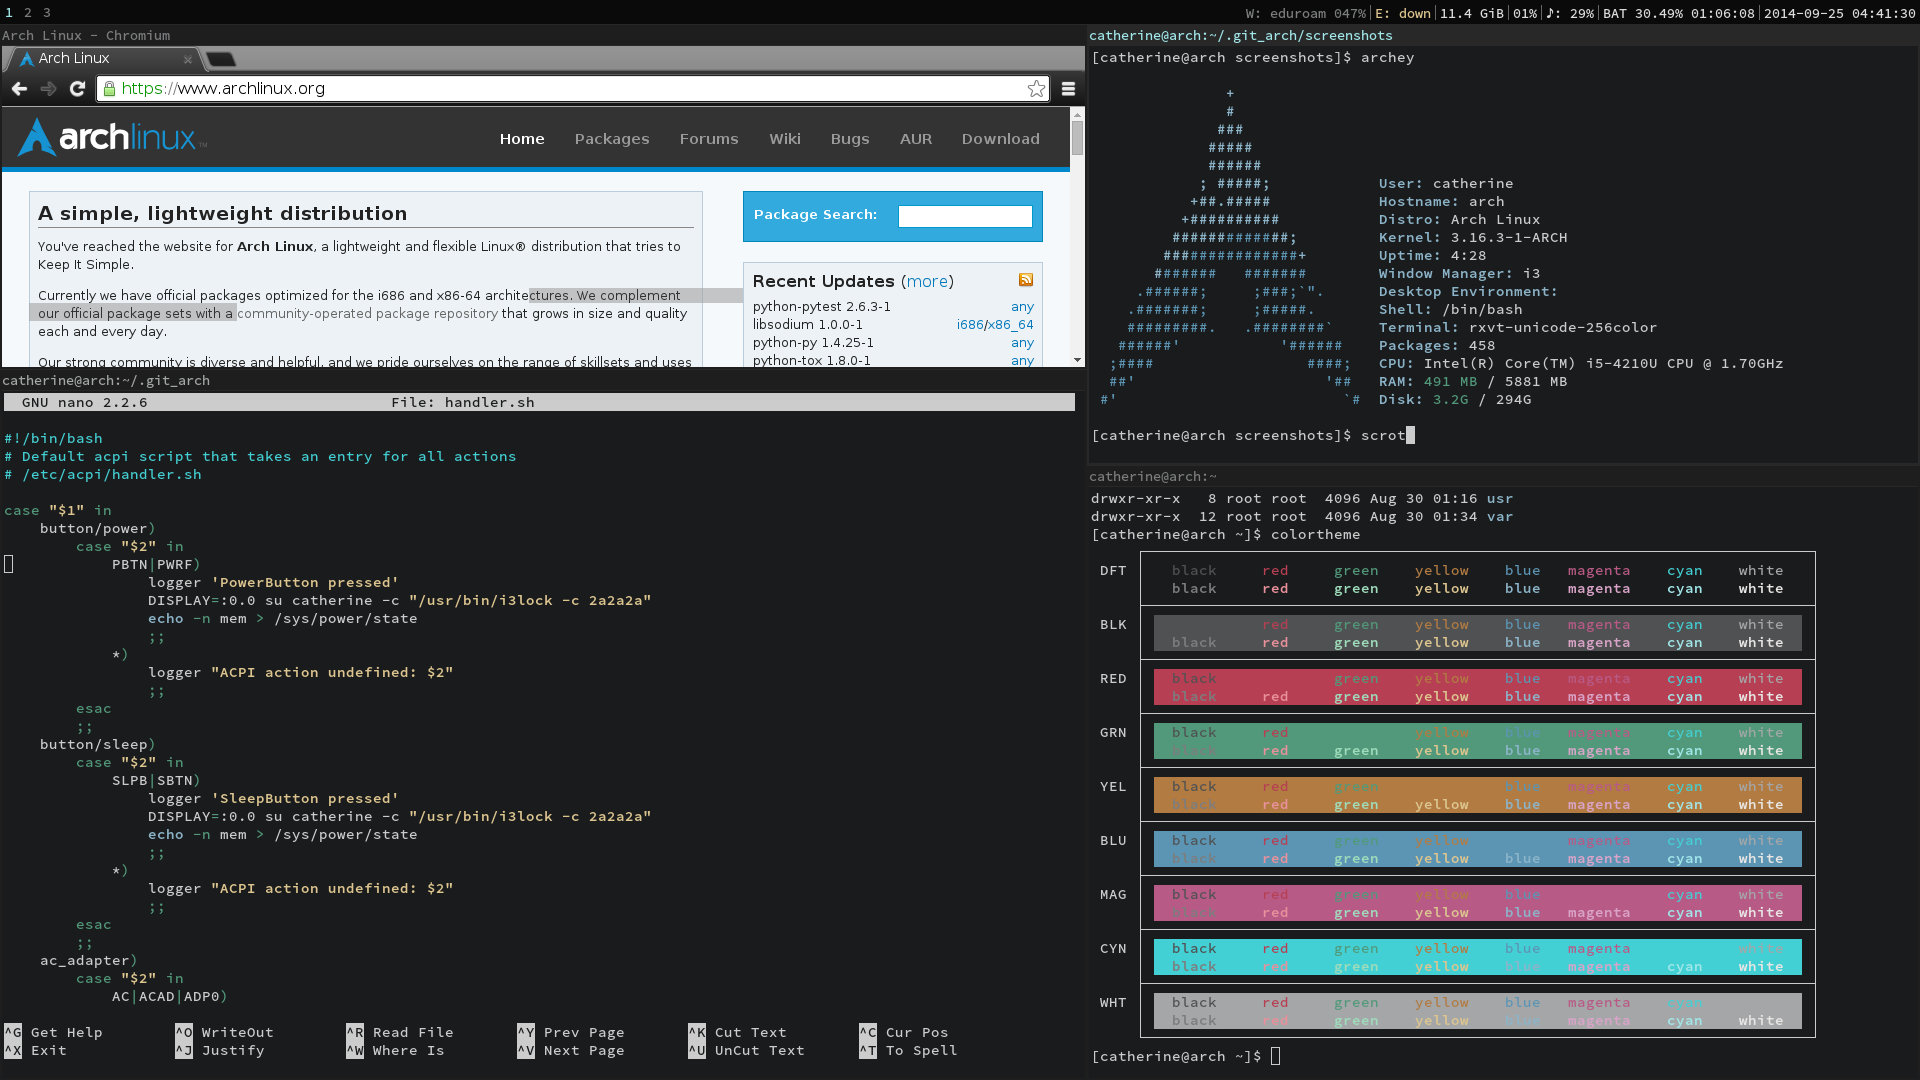 1 2 3
W: eduroam 047%|E: down|11.4 GiB|01%|♪: 29%|BAT 30.49% 01:06:08|2014-09-25 04:41:30
Arch Linux - Chromium
Arch Linux
https://www.archlinux.org
archlinux™
Home Packages Forums Wiki Bugs AUR Download
A simple, lightweight distribution
You've reached the website for Arch Linux, a lightweight and flexible Linux® distribution that tries to
Keep It Simple.
Currently we have official packages optimized for the i686 and x86-64 architectures. We complement
our official package sets with a community-operated package repository that grows in size and quality
each and every day.
Our strong community is diverse and helpful, and we pride ourselves on the range of skillsets and uses
Package Search:
Recent Updates (more)
python-pytest 2.6.3-1 any
libsodium 1.0.0-1 i686/x86_64
python-py 1.4.25-1 any
python-tox 1.8.0-1 any
catherine@arch:~/.git_arch
GNU nano 2.2.6 File: handler.sh
#!/bin/bash
# Default acpi script that takes an entry for all actions
# /etc/acpi/handler.sh
case "$1" in
    button/power)
        case "$2" in
            PBTN|PWRF)
                logger 'PowerButton pressed'
                DISPLAY=:0.0 su catherine -c "/usr/bin/i3lock -c 2a2a2a"
                echo -n mem > /sys/power/state
                ;;
            *)
                logger "ACPI action undefined: $2"
                ;;
        esac
        ;;
    button/sleep)
        case "$2" in
            SLPB|SBTN)
                logger 'SleepButton pressed'
                DISPLAY=:0.0 su catherine -c "/usr/bin/i3lock -c 2a2a2a"
                echo -n mem > /sys/power/state
                ;;
            *)
                logger "ACPI action undefined: $2"
                ;;
        esac
        ;;
    ac_adapter)
        case "$2" in
            AC|ACAD|ADP0)
^G Get Help ^O WriteOut ^R Read File ^Y Prev Page ^K Cut Text ^C Cur Pos
^X Exit ^J Justify ^W Where Is ^V Next Page ^U UnCut Text ^T To Spell
catherine@arch:~/.git_arch/screenshots
[catherine@arch screenshots]$ archey
               +
               #
              ###
             #####
             ######
            ; #####;            User: catherine
           +##.#####            Hostname: arch
          +##########           Distro: Arch Linux
         #############;         Kernel: 3.16.3-1-ARCH
        ###############+        Uptime: 4:28
       #######   #######        Window Manager: i3
     .######;     ;###;`".      Desktop Environment:
    .#######;     ;#####.       Shell: /bin/bash
    #########.   .########`     Terminal: rxvt-unicode-256color
   ######'           '######    Packages: 458
  ;####                 ####;   CPU: Intel(R) Core(TM) i5-4210U CPU @ 1.70GHz
  ##'                     '##   RAM: 491 MB / 5881 MB
 #'                         `#  Disk: 3.2G / 294G
[catherine@arch screenshots]$ scrot
catherine@arch:~
drwxr-xr-x   8 root root  4096 Aug 30 01:16 usr
drwxr-xr-x  12 root root  4096 Aug 30 01:34 var
[catherine@arch ~]$ colortheme
DFT black red green yellow blue magenta cyan white
black red green yellow blue magenta cyan white
BLK red green yellow blue magenta cyan white
black red green yellow blue magenta cyan white
RED black green yellow blue magenta cyan white
black red green yellow blue magenta cyan white
GRN black red yellow blue magenta cyan white
black red green yellow blue magenta cyan white
YEL black red green blue magenta cyan white
black red green yellow blue magenta cyan white
BLU black red green yellow magenta cyan white
black red green yellow blue magenta cyan white
MAG black red green yellow blue cyan white
black red green yellow blue magenta cyan white
CYN black red green yellow blue magenta white
black red green yellow blue magenta cyan white
WHT black red green yellow blue magenta cyan
black red green yellow blue magenta cyan white
[catherine@arch ~]$